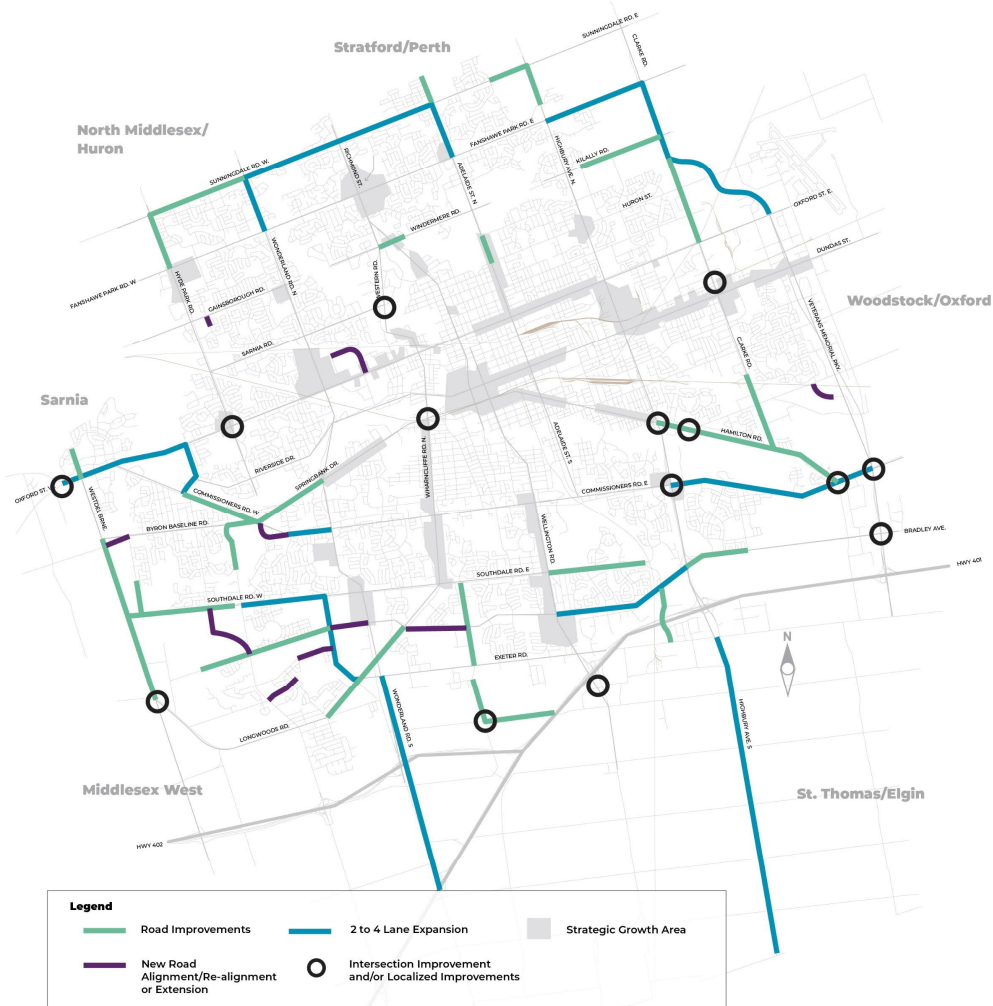 SUNNINGDALE RD. E
CLARKE RD.
Stratford/Perth
North Middlesex/
Huron
FANSHAWE PARK RD. E
HIGHBURY AVE. N
KILALLY RD.
RICHMOND ST.
SUNNINGDALE RD. W.
ADELAIDE ST. N
HURON ST.
OXFORD ST. E.
WINDERMERE RD.
DUNDAS ST.
WONDERLAND RD. N
WESTERN RD.
HYDE PARK RD.
FANSHAWE PARK RD. W
GAINSBOROUGH RD.
Woodstock/Oxford
VETERANS MEMORIAL PKY.
SARNIA RD.
CLARKE RD.
Sarnia
HAMILTON RD.
ADELAIDE ST. S
RIVERSIDE DR.
SPRINGBANK DR.
WHARNCLIFFE RD. N.
OXFORD ST. W
COMMISSIONERS RD. W
COMMISSIONERS RD. E
WESTDEL BRNE.
BYRON BASELINE RD.
WELLINGTON RD.
BRADLEY AVE.
HWY 401
SOUTHDALE RD. E
SOUTHDALE RD. W
N
EXETER RD.
WONDERLAND RD. S
HIGHBURY AVE. S
LONGWOODS RD.
Middlesex West
St. Thomas/Elgin
HWY 402
Legend
Road Improvements
2 to 4 Lane Expansion
Strategic Growth Area
New Road
Alignment/Re-alignment
or Extension
Intersection Improvement
and/or Localized Improvements